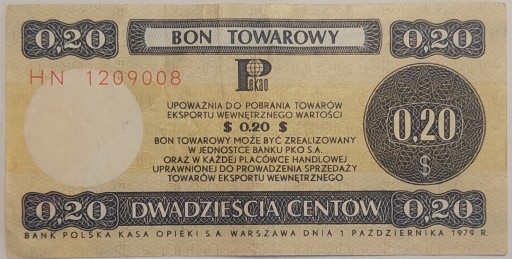 0,20 BON TOWAROWY 0,20
HN 1209008
Pekao
UPOWAŻNIA DO POBRANIA TOWARÓW
EKSPORTU WEWNĘTRZNEGO WARTOŚCI
$ 0.20 $
BON TOWAROWY MOŻE BYĆ ZREALIZOWANY
W JEDNOSTCE BANKU PKO S.A.
ORAZ W KAŻDEJ PLACÓWCE HANDLOWEJ
UPRAWNIONEJ DO PROWADZENIA SPRZEDAŻY
TOWARÓW EKSPORTU WEWNĘTRZNEGO
0,20
$
0,20 DWADZIEŚCIA CENTÓW 0,20
BANK POLSKA KASA OPIEKI S.A. WARSZAWA DNIA 1 PAŹDZIERNIKA 1979 R.